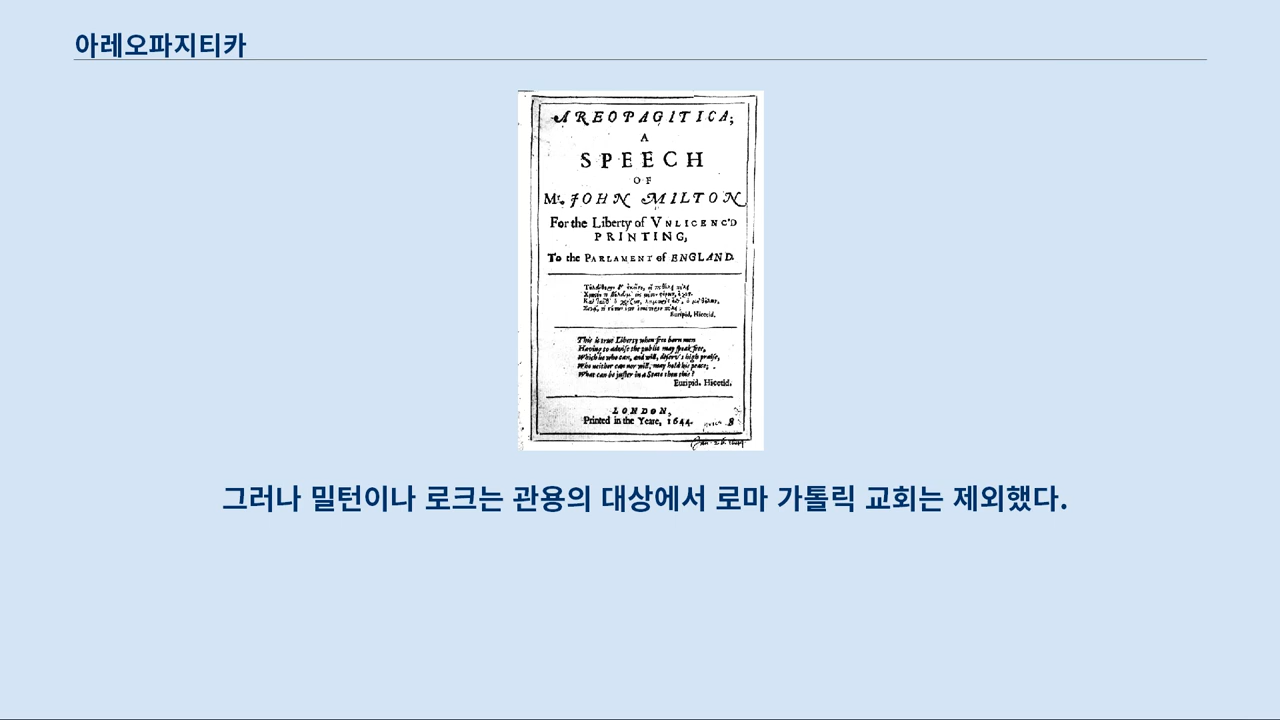 아레오파지티카
AREOPAGITICA;
A
SPEECH
OF
Mr. JOHN MILTON
For the Liberty of VNLICENC'D
PRINTING,
To the PARLAMENT of ENGLAND.
Euripid. Hicetid.
This is true Liberty when free born men
Having to advise the public may speak free,
Which he who can, and will, deserv's high praise,
Who neither can nor will, may hold his peace;
What can be juster in a State then this?
Euripid. Hicetid.
LONDON,
Printed in the Yeare, 1644.
그러나 밀턴이나 로크는 관용의 대상에서 로마 가톨릭 교회는 제외했다.